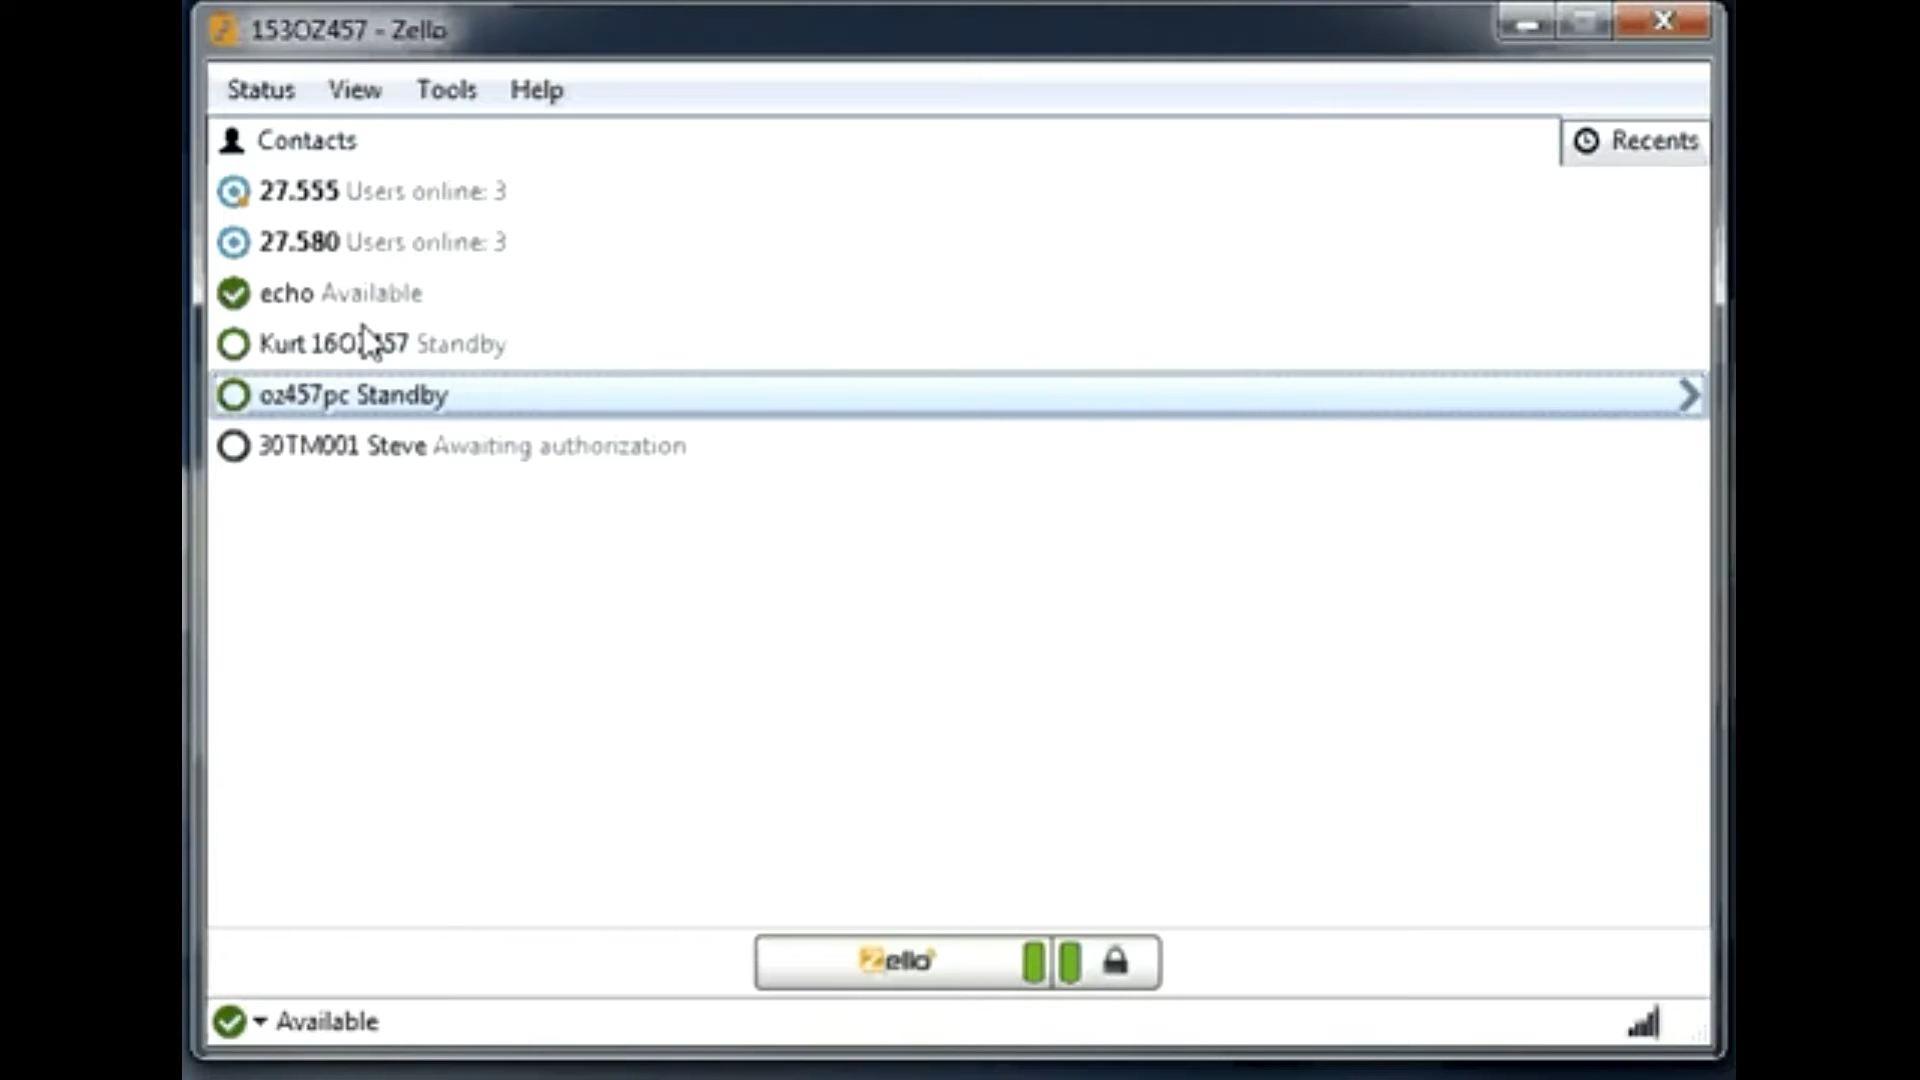 153OZ457 - Zello
Status View Tools Help
Contacts
Recents
27.555 Users online: 3
27.580 Users online: 3
echo Available
Kurt Standby
oz457pc Standby
30TM001 Steve Awaiting authorization
Zello
Available